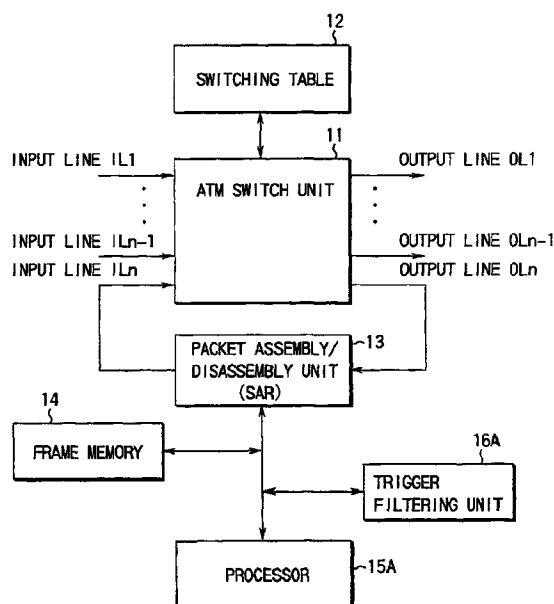 12
SWITCHING TABLE
11
INPUT LINE IL1
ATM SWITCH UNIT
OUTPUT LINE OL1
INPUT LINE ILn-1
OUTPUT LINE OLn-1
INPUT LINE ILn
OUTPUT LINE OLn
PACKET ASSEMBLY/
DISASSEMBLY UNIT
(SAR)
13
14
FRAME MEMORY
16A
TRIGGER
FILTERING UNIT
PROCESSOR
15A